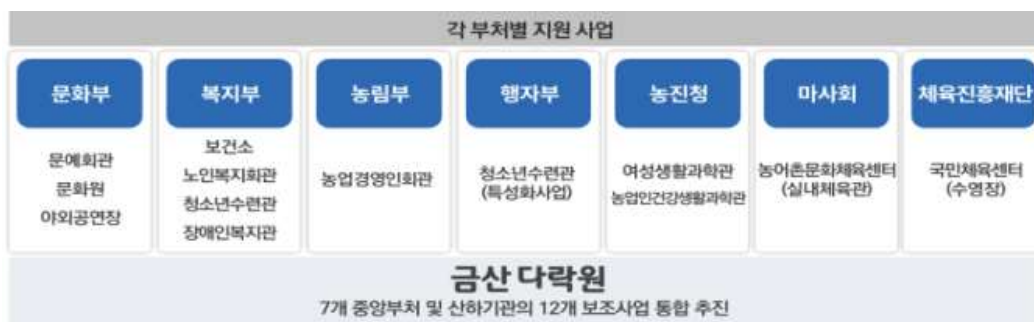 각 부처별 지원 사업
문화부
문예회관
문화원
야외공연장
복지부
보건소
노인복지회관
청소년수련관
장애인복지관
농림부
농업경영인회관
행자부
청소년수련관
(특성화사업)
농진청
여성생활과학관
농업인건강생활과학관
마사회
농어촌문화체육센터
(실내체육관)
체육진흥재단
국민체육센터
(수영장)
금산 다락원
7개 중앙부처 및 산하기관의 12개 보조사업 통합 추진